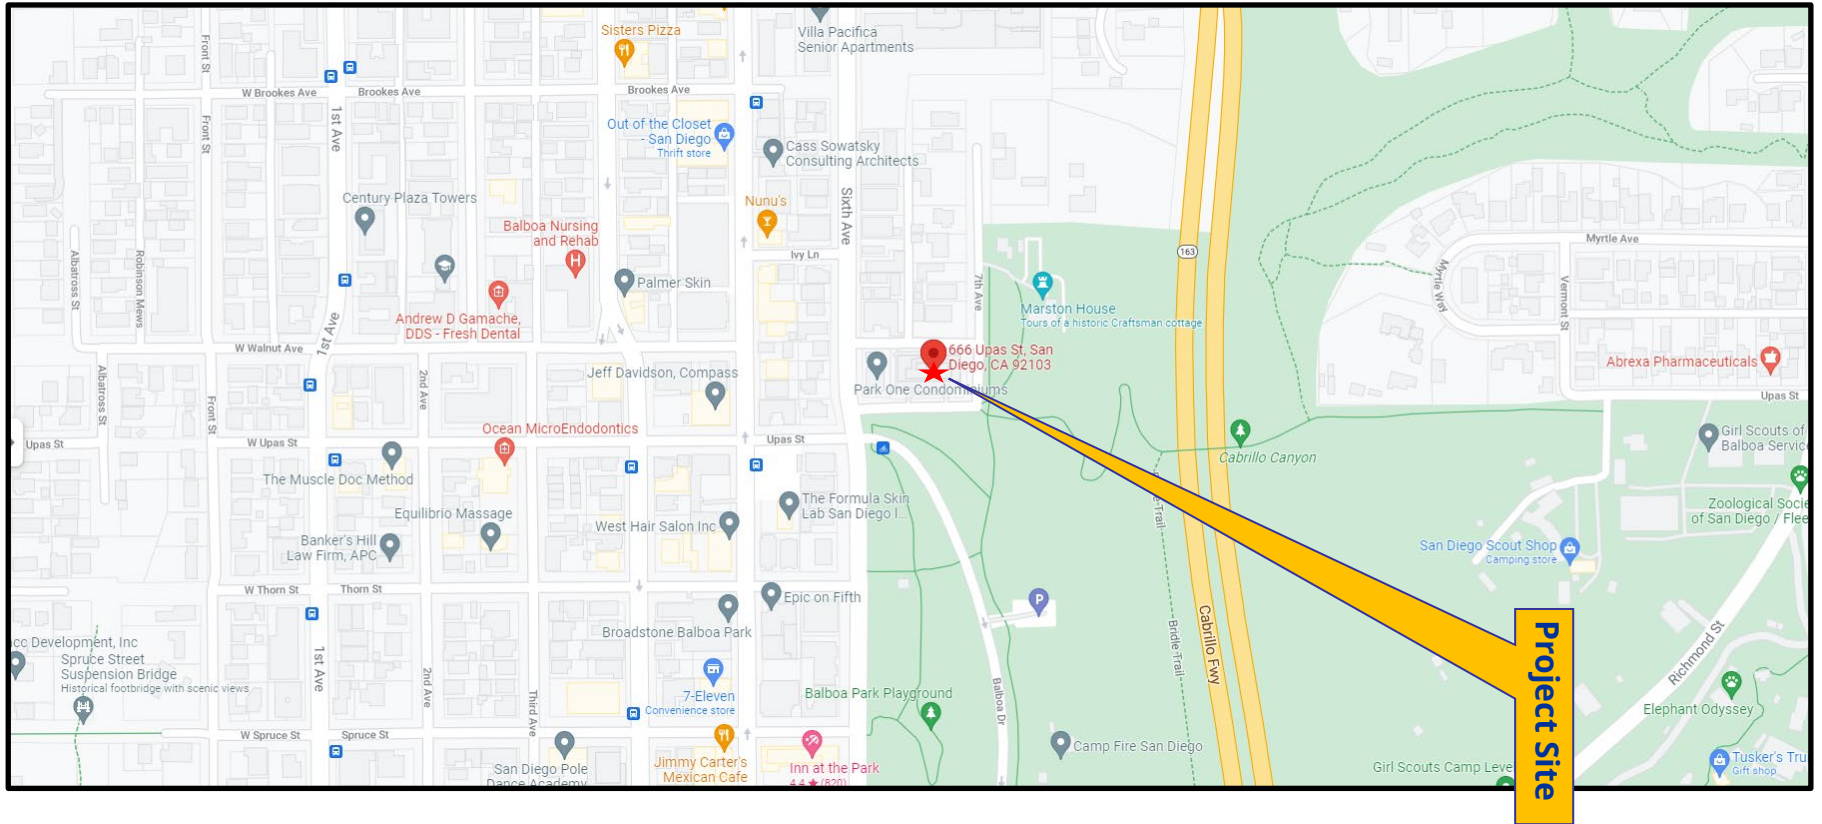 Sisters Pizza
Villa Pacifica
Senior Apartments
Front St
W Brookes Ave
Brookes Ave
Brookes Ave
Front St
1st Ave
Out of the Closet
- San Diego
Thrift store
Cass Sowatsky
Consulting Architects
Century Plaza Towers
Nunu's
Sixth Ave
Balboa Nursing
and Rehab
Ivy Ln
163
Myrtle Ave
Albatross St
Robinson Mews
Palmer Skin
7th Ave
Marston House
Tours of a historic Craftsman cottage
Myrtle Way
Vermont St
Andrew D Gamache,
DDS - Fresh Dental
1st Ave
W Walnut Ave
666 Upas St, San
Diego, CA 92103
Abrexa Pharmaceuticals
Jeff Davidson, Compass
Park One Condominiums
Upas St
Albatross St
Front St
2nd Ave
Ocean MicroEndodontics
Upas St
W Upas St
Upas St
Cabrillo Canyon
Girl Scouts of
Balboa Servic
The Muscle Doc Method
Equilibrio Massage
The Formula Skin
Lab San Diego I...
Zoological Socie
of San Diego / Flee
West Hair Salon Inc
Banker's Hill
Law Firm, APC
Trail
San Diego Scout Shop
Camping store
W Thorn St
Thorn St
Epic on Fifth
P
Broadstone Balboa Park
Cabrillo Fwy
Bridle Trail
Richmond St
Project Site
cc Development, Inc
Spruce Street
Suspension Bridge
Historical footbridge with scenic views
1st Ave
2nd Ave
Third Ave
7-Eleven
Convenience store
Balboa Park Playground
Balboa Dr
Elephant Odyssey
W Spruce St
Spruce St
Camp Fire San Diego
San Diego Pole
Dance Academy
Jimmy Carter's
Mexican Cafe
Inn at the Park
4.4 ★ (820)
Girl Scouts Camp Leve
Tusker's Tru
Gift shop